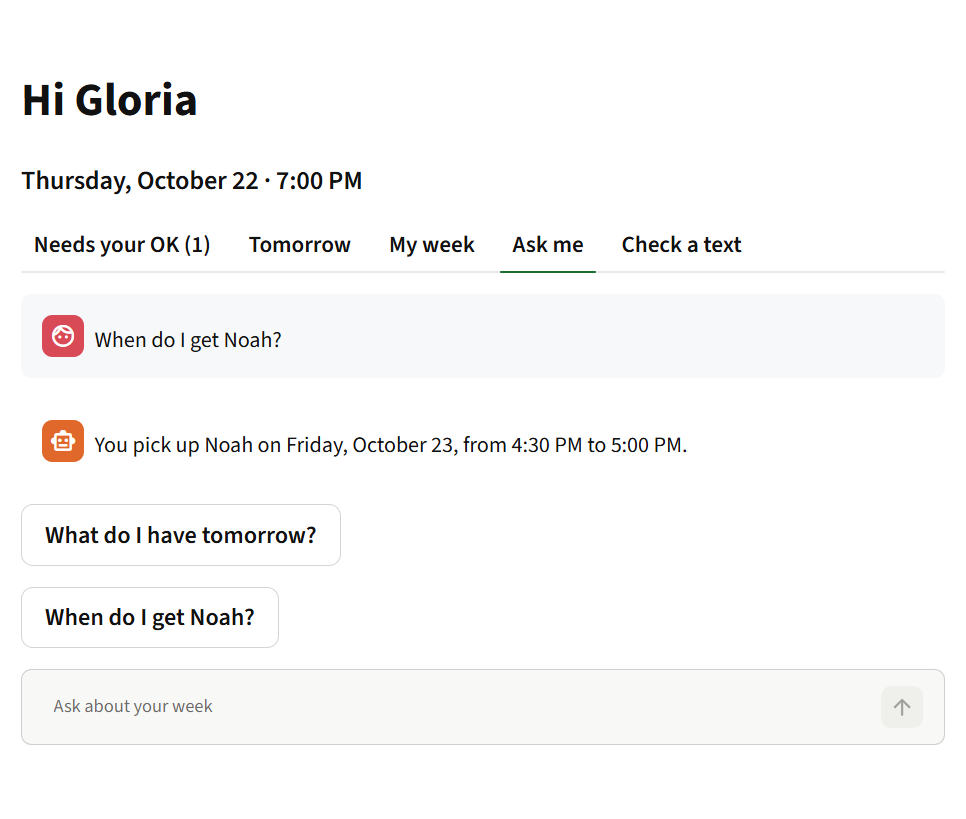 Hi Gloria
Thursday, October 22 · 7:00 PM
Needs your OK (1) Tomorrow My week Ask me Check a text
When do I get Noah?
You pick up Noah on Friday, October 23, from 4:30 PM to 5:00 PM.
What do I have tomorrow?
When do I get Noah?
Ask about your week